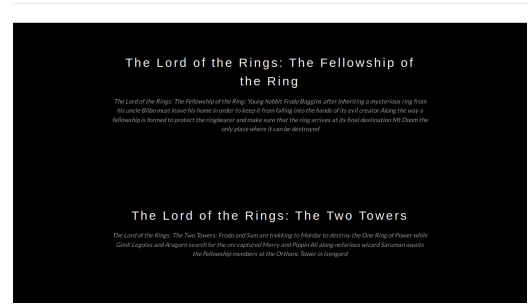 The Lord of the Rings: The Fellowship of
the Ring
The Lord of the Rings: The Fellowship of the Ring: Young hobbit Frodo Baggins after inheriting a mysterious ring from
his uncle Bilbo must leave his home in order to keep it from falling into the hands of its evil creator Along the way a
fellowship is formed to protect the ringbearer and make sure that the ring arrives at its final destination Mt Doom the
only place where it can be destroyed
The Lord of the Rings: The Two Towers
The Lord of the Rings: The Two Towers: Frodo and Sam are trekking to Mordor to destroy the One Ring of Power while
Gimli Legolas and Aragorn search for the orc captured Merry and Pippin All along nefarious wizard Saruman awaits
the Fellowship members at the Orthanc Tower in Isengard